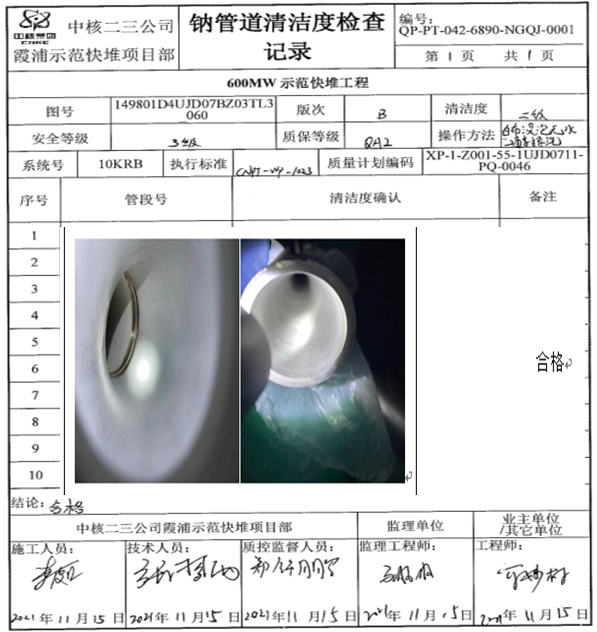 中核集团
CNNC
中核二三公司
霞浦示范快堆项目部
钠管道清洁度检查
记录
编号:
QP-PT-042-6890-NGQJ-0001
第 1 页 共 1 页
600MW 示范快堆工程
图号 149801D4UJD07BZ03TL3_060 版次 B 清洁度 二级
安全等级 3级 质保等级 QA2 操作方法
系统号 10KRB 执行标准 质量计划编码 XP-1-Z001-55-1UJD0711-PQ-0046
序号 管段号 清洁度确认 备注
1
2
3
4
5
6
7
8
9
10
合格
结论: 合格
中核二三公司霞浦示范快堆项目部 监理单位 业主单位/其它单位
施工人员: 技术人员: 质控监督人员: 监理工程师: 工程师:
2021年11月15日 2021年11月15日 2021年11月15日 2021年11月15日 2021年11月15日